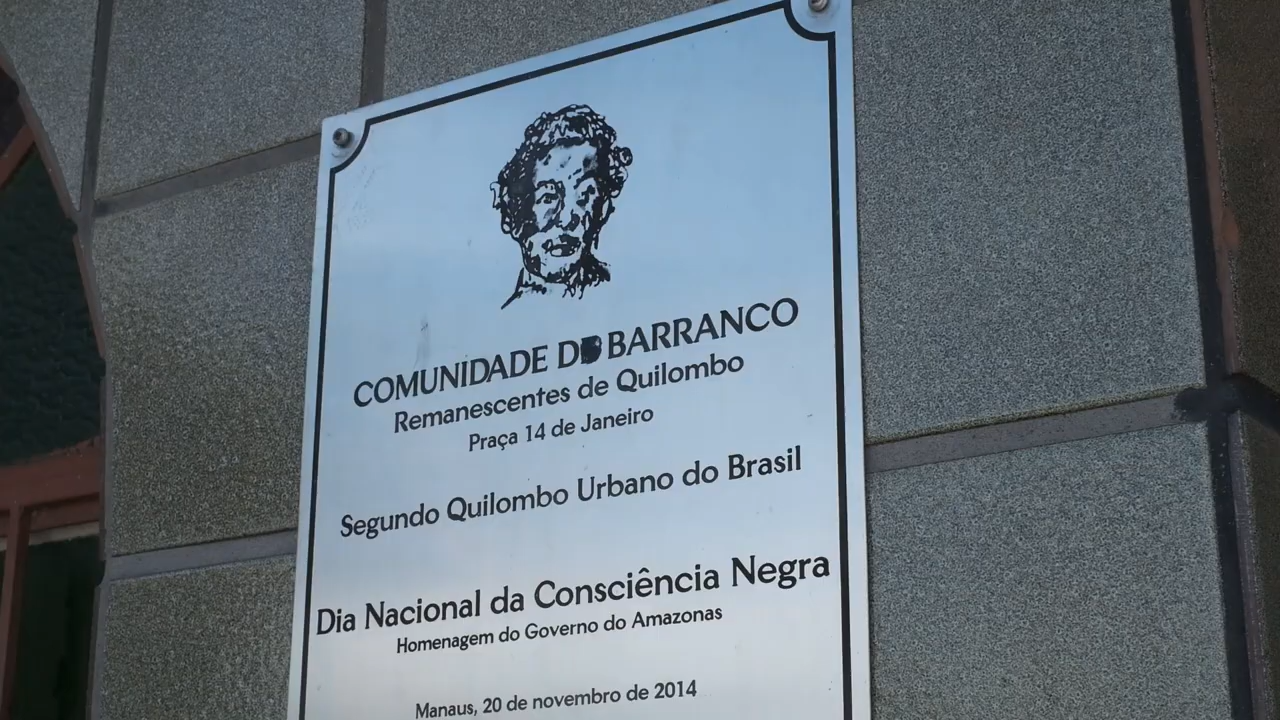 COMUNIDADE DO BARRANCO
Remanescentes de Quilombo
Praça 14 de Janeiro
Segundo Quilombo Urbano do Brasil
Dia Nacional da Consciência Negra
Homenagem do Governo do Amazonas
Manaus, 20 de novembro de 2014